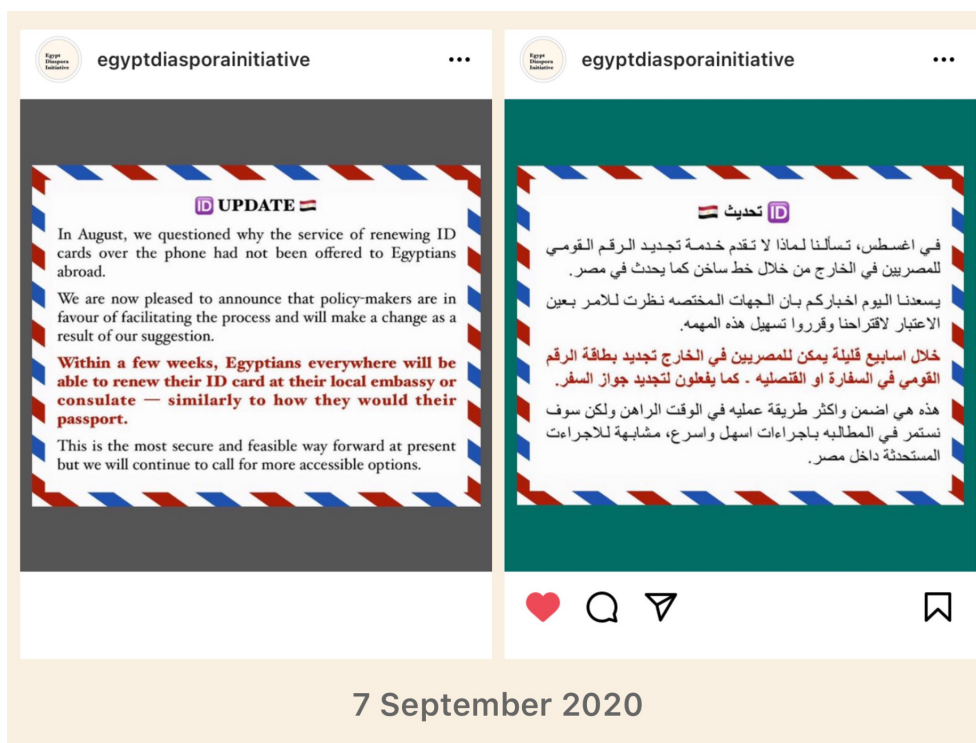 Egypt
Diaspora
Initiative
egyptdiasporainitiative
🆔 UPDATE 🇪🇬
In August, we questioned why the service of renewing ID
cards over the phone had not been offered to Egyptians
abroad.
We are now pleased to announce that policy-makers are in
favour of facilitating the process and will make a change as a
result of our suggestion.
Within a few weeks, Egyptians everywhere will be
able to renew their ID card at their local embassy or
consulate — similarly to how they would their
passport.
This is the most secure and feasible way forward at present
but we will continue to call for more accessible options.
Egypt
Diaspora
Initiative
egyptdiasporainitiative
🆔 تحديث 🇪🇬
في اغسطس، تسألنا لماذا لا تقدم خدمة تجديد الرقم القومي
للمصريين في الخارج من خلال خط ساخن كما يحدث في مصر.
يسعدنا اليوم اخباركم بان الجهات المختصه نظرت للامر بعين
الاعتبار لاقتراحنا وقرروا تسهيل هذه المهمه.
خلال اسابيع قليلة يمكن للمصريين في الخارج تجديد بطاقة الرقم
القومي في السفارة او القنصليه - كما يفعلون لتجديد جواز السفر.
هذه هي اضمن واكثر طريقة عمليه في الوقت الراهن ولكن سوف
نستمر في المطالبه باجراءات اسهل واسرع، مشابهة للاجراءت
المستحدثة داخل مصر.
7 September 2020